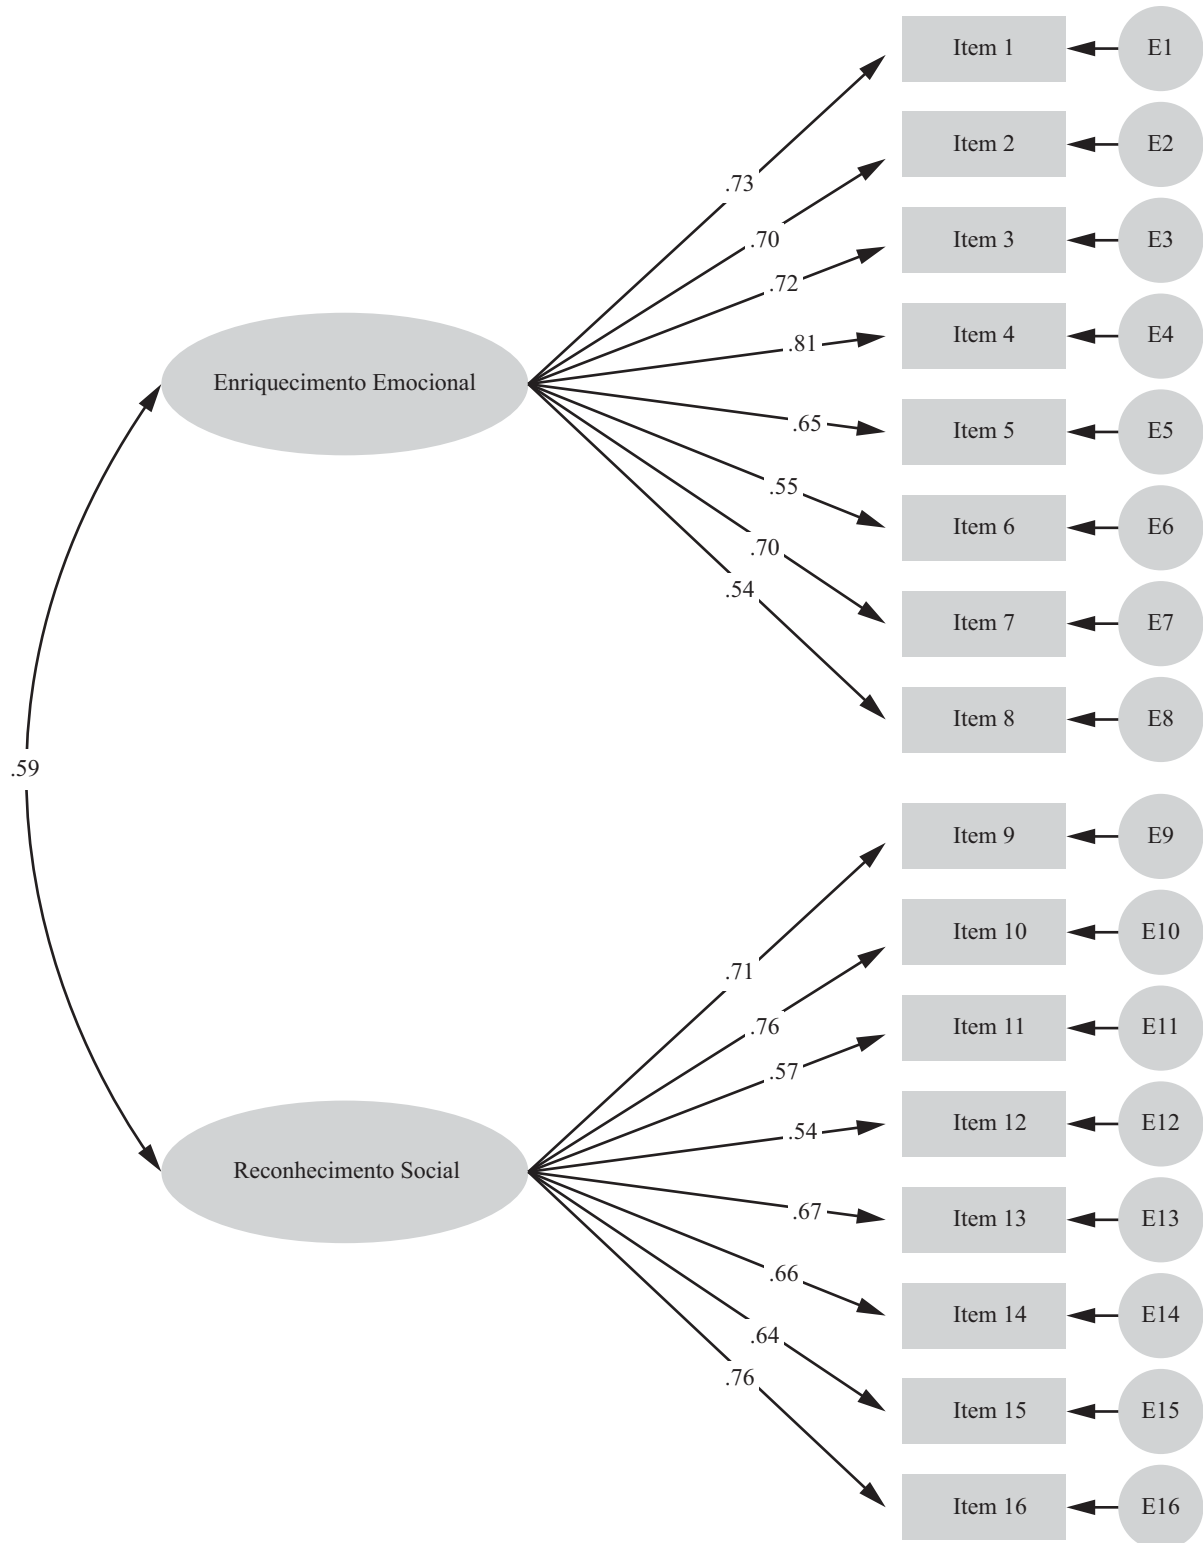 Item 1
E1
Item 2
E2
.73
Item 3
E3
.70
.72
Item 4
E4
.81
Enriquecimento Emocional
Item 5
E5
.65
.55
Item 6
E6
.70
.54
Item 7
E7
Item 8
E8
.59
Item 9
E9
Item 10
E10
.71
Item 11
E11
.76
.57
Item 12
E12
.54
Reconhecimento Social
Item 13
E13
.67
.66
Item 14
E14
.64
.76
Item 15
E15
Item 16
E16